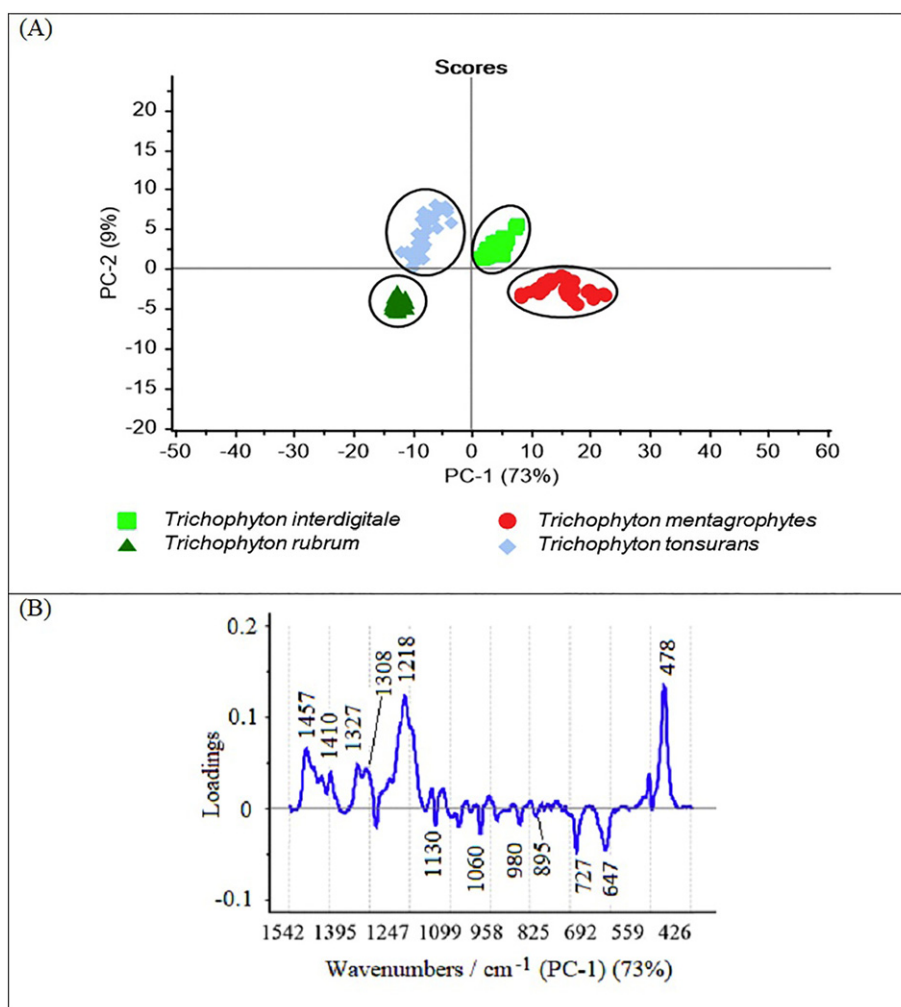 (A)
Scores
20
15
10
5
0
-5
-10
-15
-20
PC-2 (9%)
-50 -40 -30 -20 -10 0 10 20 30 40 50 60
PC-1 (73%)
Trichophyton interdigitale
Trichophyton mentagrophytes
Trichophyton rubrum
Trichophyton tonsurans
(B)
0.2
0.1
0
-0.1
Loadings
1457
1410
1327
1308
1218
478
1130
1060
980
895
727
647
1542 1395 1247 1099 958 825 692 559 426
Wavenumbers / cm⁻¹ (PC-1) (73%)